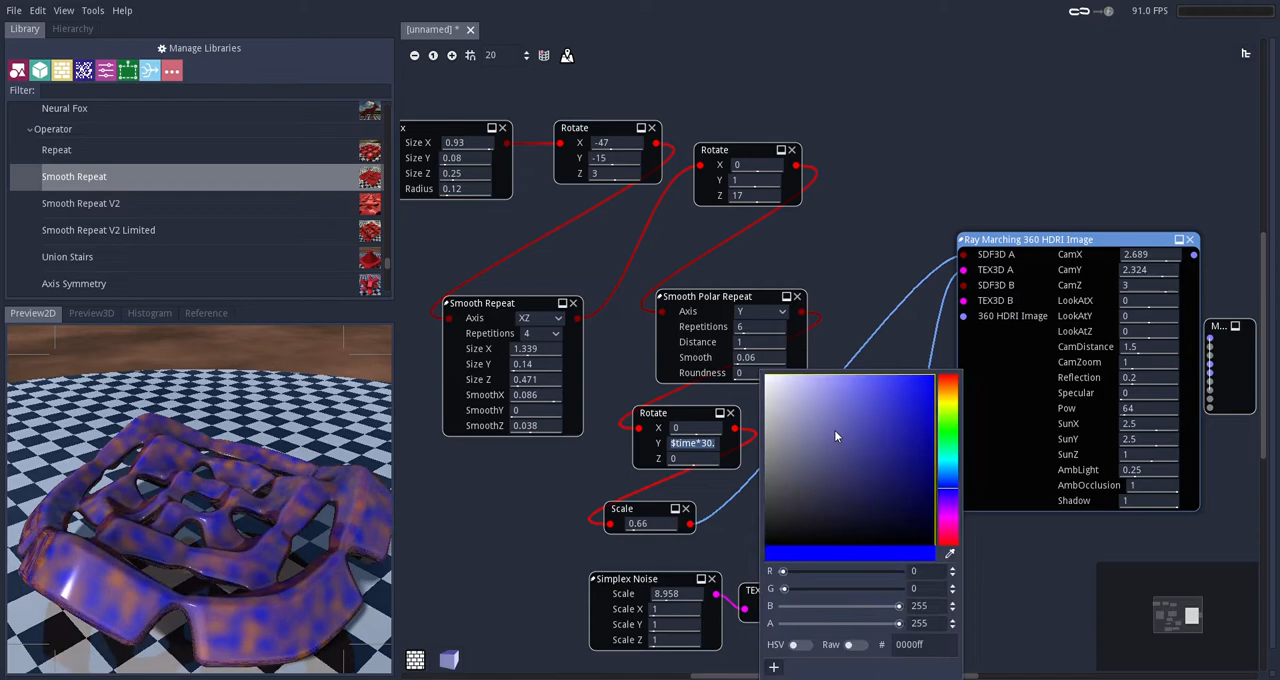 File Edit View Tools Help
91.0 FPS
Library Hierarchy
[unnamed] *
Manage Libraries
20
Filter:
Neural Fox
Operator
Repeat
Smooth Repeat
Smooth Repeat V2
Smooth Repeat V2 Limited
Union Stairs
Axis Symmetry
Preview2D Preview3D Histogram Reference
x
Size X 0.93
Size Y 0.08
Size Z 0.25
Radius 0.12
Rotate
X -47
Y -15
Z 3
Rotate
X 0
Y 1
Z 17
Smooth Repeat
Axis XZ
Repetitions 4
Size X 1.339
Size Y 0.14
Size Z 0.471
SmoothX 0.086
SmoothY 0
SmoothZ 0.038
Smooth Polar Repeat
Axis Y
Repetitions 6
Distance 1
Smooth 0.06
Roundness 0
Rotate
X 0
Y $time*30.
Z 0
Scale
0.66
Simplex Noise
Scale 8.958
Scale X 1
Scale Y 1
Scale Z 1
TEX
R 0
G 0
B 255
A 255
HSV Raw # 0000ff
Ray Marching 360 HDRI Image
SDF3D A CamX 2.689
TEX3D A CamY 2.324
SDF3D B CamZ 3
TEX3D B LookAtX 0
360 HDRI Image LookAtY 0
LookAtZ 0
CamDistance 1.5
CamZoom 1
Reflection 0.2
Specular 0
Pow 64
SunX 2.5
SunY 2.5
SunZ 1
AmbLight 0.25
AmbOcclusion 1
Shadow 1
M...